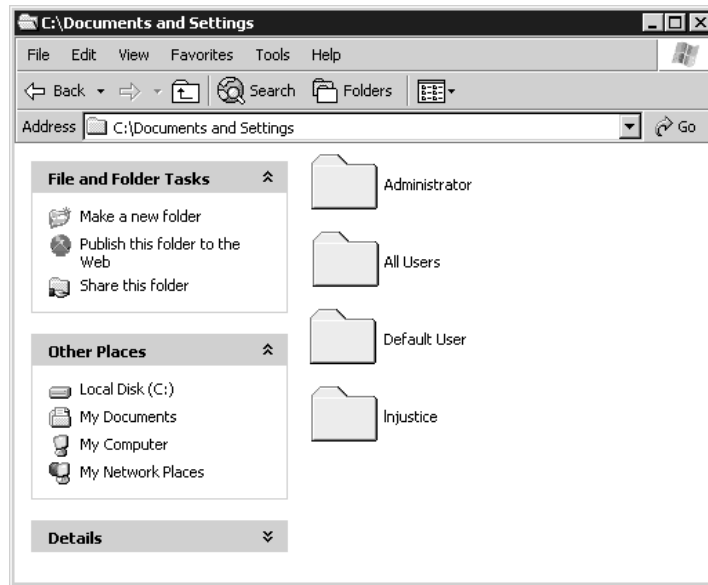 C:\Documents and Settings
File Edit View Favorites Tools Help
Back Search Folders
Address C:\Documents and Settings Go
File and Folder Tasks
Make a new folder
Publish this folder to the
Web
Share this folder
Other Places
Local Disk (C:)
My Documents
My Computer
My Network Places
Details
Administrator
All Users
Default User
Injustice